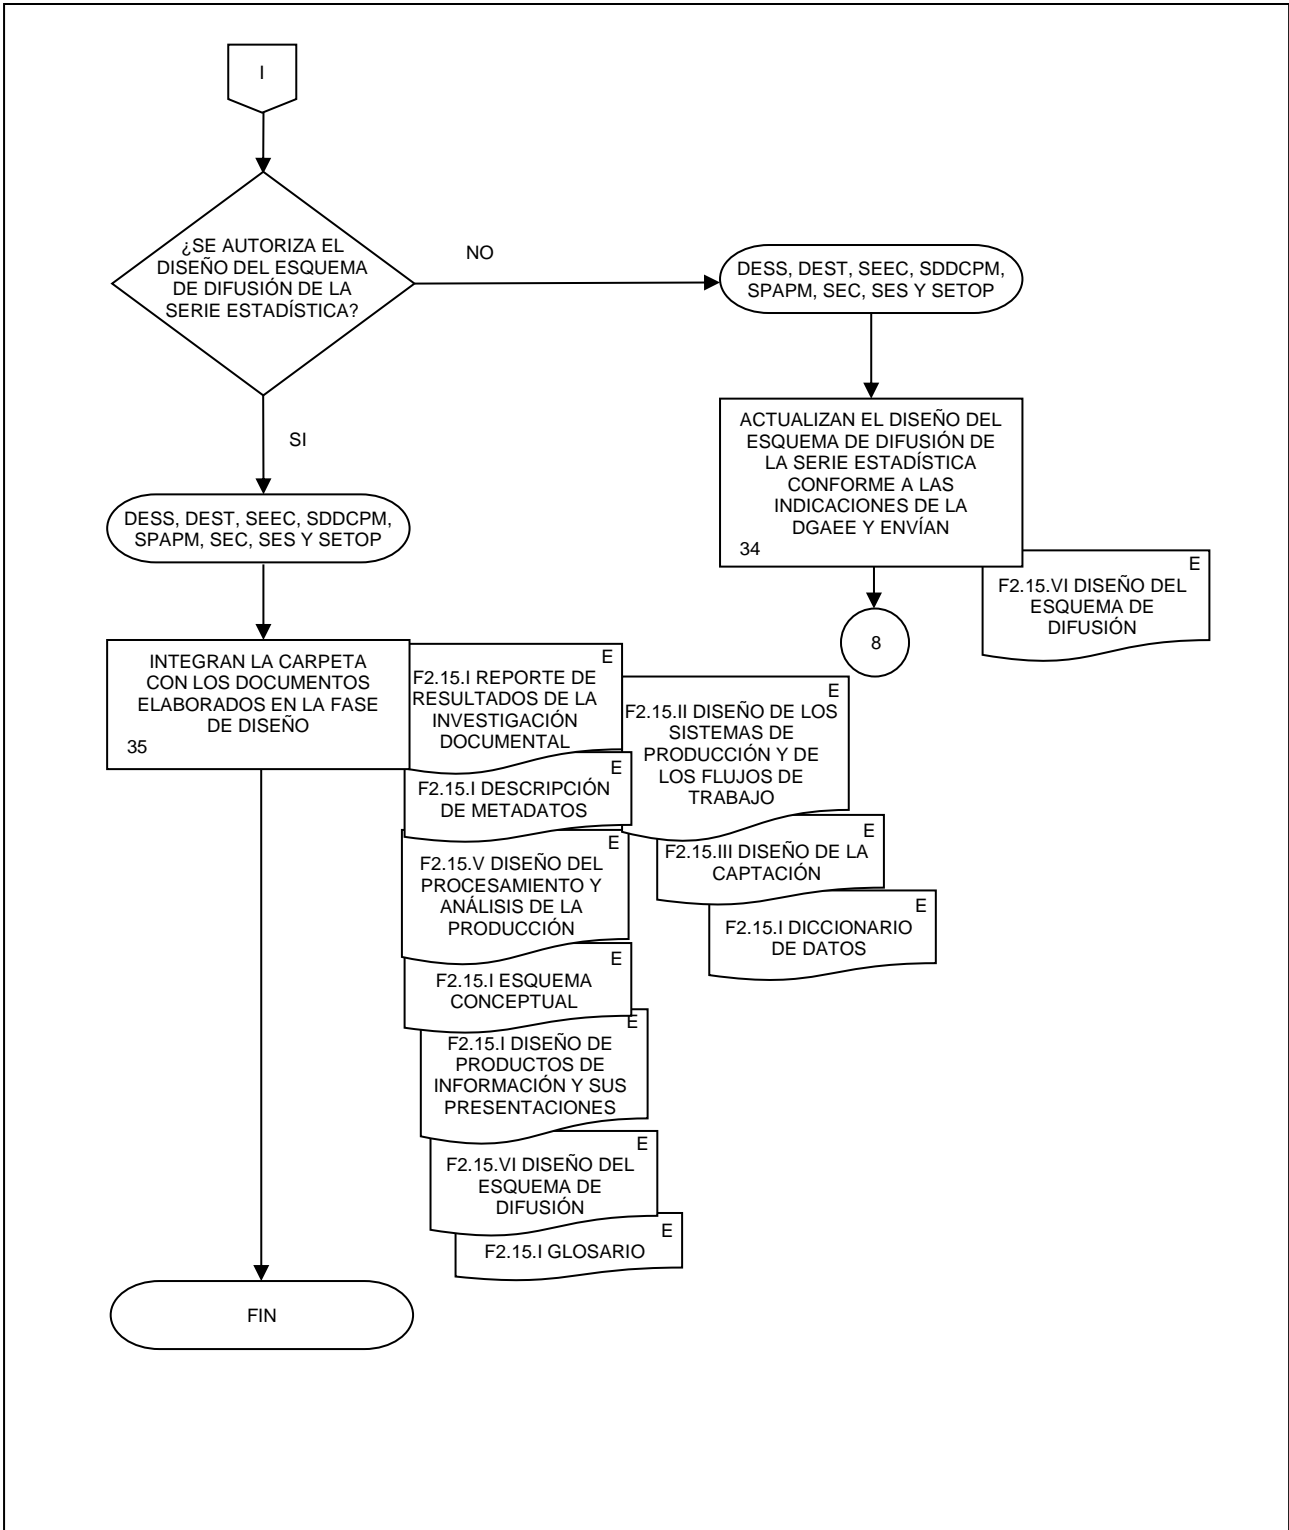 I
¿SE AUTORIZA EL
DISEÑO DEL ESQUEMA
DE DIFUSIÓN DE LA
SERIE ESTADÍSTICA?
NO
DESS, DEST, SEEC, SDDCPM,
SPAPM, SEC, SES Y SETOP
ACTUALIZAN EL DISEÑO DEL
ESQUEMA DE DIFUSIÓN DE
LA SERIE ESTADÍSTICA
CONFORME A LAS
INDICACIONES DE LA
DGAEE Y ENVÍAN
34
E
F2.15.VI DISEÑO DEL
ESQUEMA DE
DIFUSIÓN
8
SI
DESS, DEST, SEEC, SDDCPM,
SPAPM, SEC, SES Y SETOP
INTEGRAN LA CARPETA
CON LOS DOCUMENTOS
ELABORADOS EN LA FASE
DE DISEÑO
35
E
F2.15.I REPORTE DE
RESULTADOS DE LA
INVESTIGACIÓN
DOCUMENTAL
E
F2.15.II DISEÑO DE LOS
SISTEMAS DE
PRODUCCIÓN Y DE
LOS FLUJOS DE
TRABAJO
E
F2.15.I DESCRIPCIÓN
DE METADATOS
E
F2.15.III DISEÑO DE LA
CAPTACIÓN
E
F2.15.V DISEÑO DEL
PROCESAMIENTO Y
ANÁLISIS DE LA
PRODUCCIÓN
E
F2.15.I DICCIONARIO
DE DATOS
E
F2.15.I ESQUEMA
CONCEPTUAL
E
F2.15.I DISEÑO DE
PRODUCTOS DE
INFORMACIÓN Y SUS
PRESENTACIONES
E
F2.15.VI DISEÑO DEL
ESQUEMA DE
DIFUSIÓN
E
F2.15.I GLOSARIO
FIN